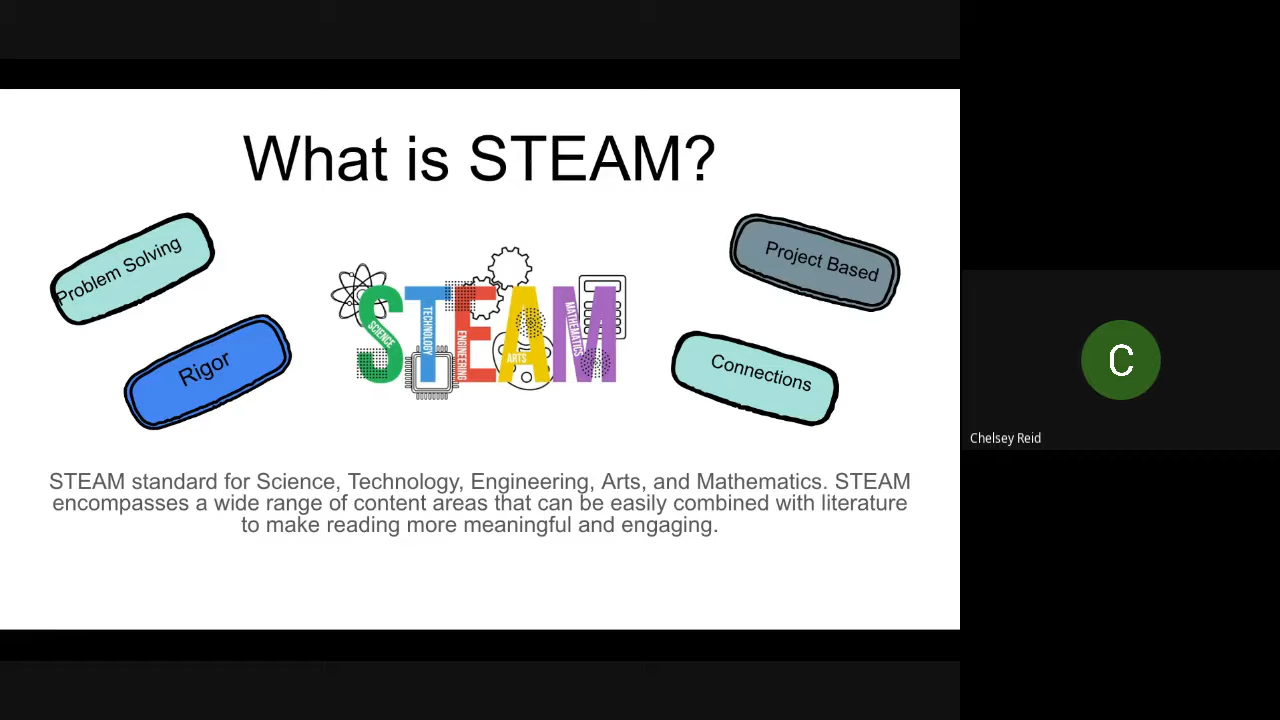 What is STEAM?
Problem Solving
Project Based
Rigor
Connections
SCIENCE
TECHNOLOGY
ENGINEERING
ARTS
MATHEMATICS
STEAM
STEAM standard for Science, Technology, Engineering, Arts, and Mathematics. STEAM
encompasses a wide range of content areas that can be easily combined with literature
to make reading more meaningful and engaging.
C
Chelsey Reid